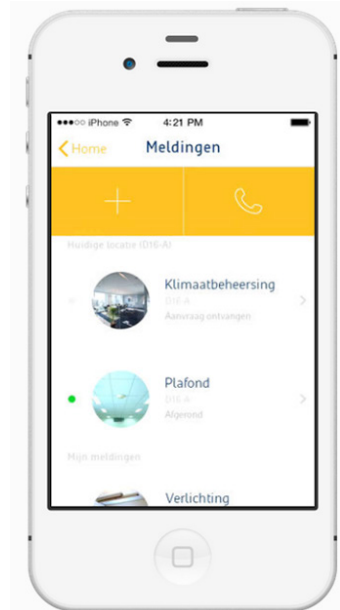 iPhone 4:21 PM
Home Meldingen
Huidige locatie (D16-A)
Klimaatbeheersing
D16-A
Aanvraag ontvangen
Plafond
D16-A
Afgerond
Mijn meldingen
Verlichting